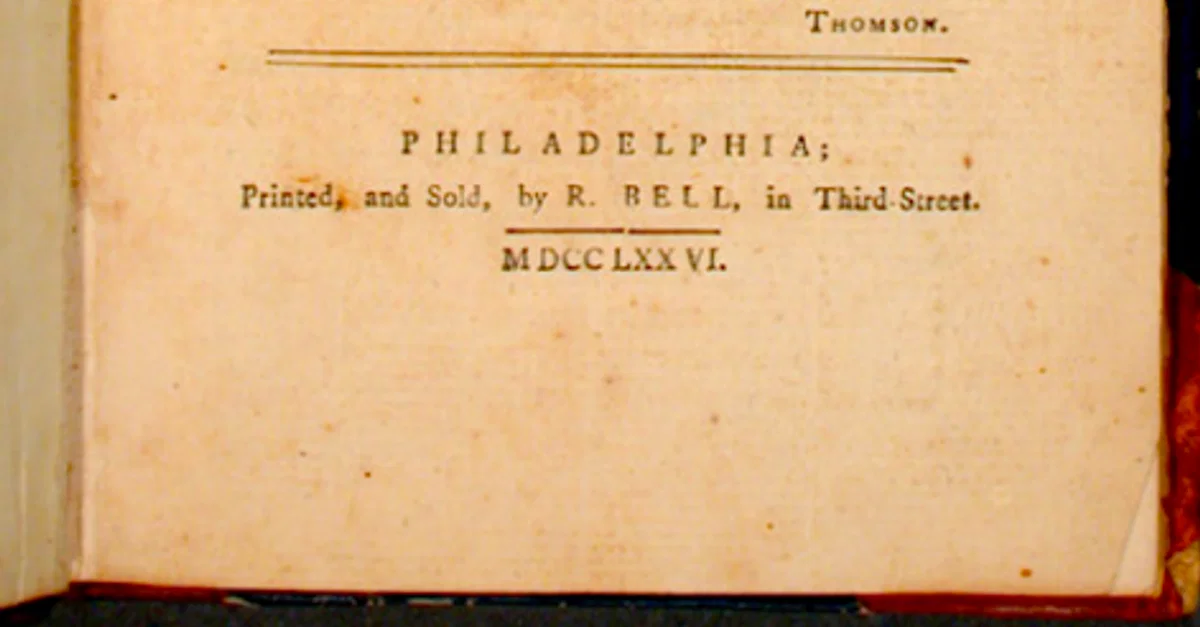 THOMSON.
PHILADELPHIA;
Printed, and Sold, by R. BELL, in Third-Street.
MDCCLXXVI.